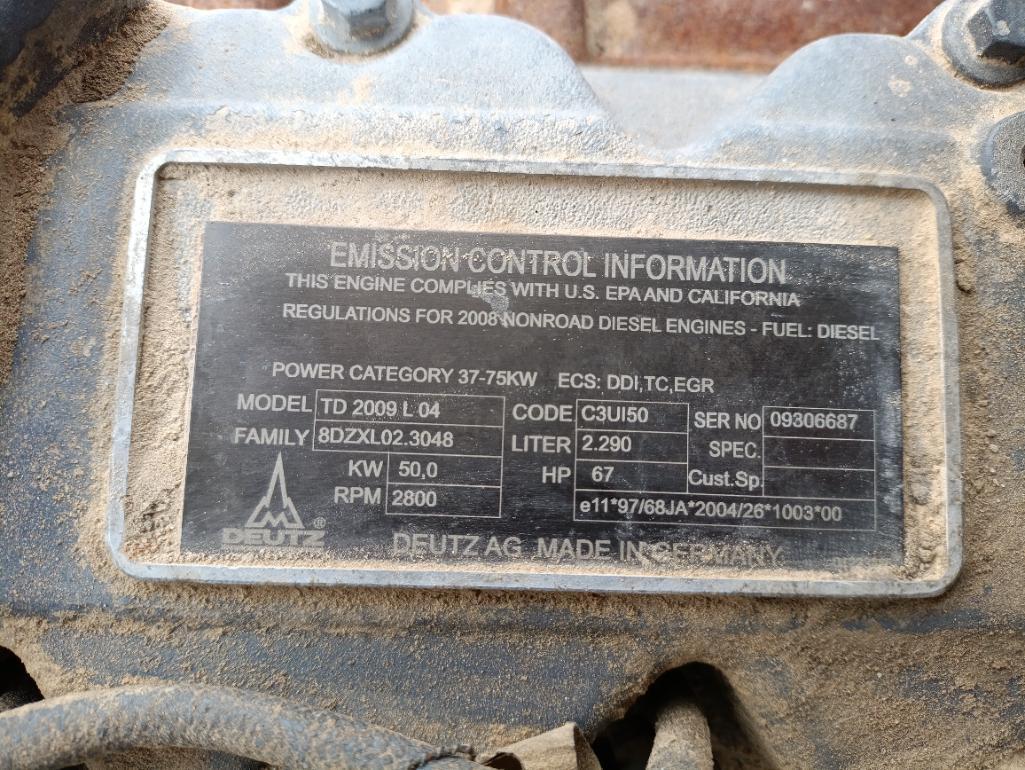 EMISSION CONTROL INFORMATION
THIS ENGINE COMPLIES WITH U.S. EPA AND CALIFORNIA
REGULATIONS FOR 2008 NONROAD DIESEL ENGINES - FUEL: DIESEL
POWER CATEGORY 37-75KW ECS: DDI,TC,EGR
MODEL TD 2009 L 04 CODE C3UI50 SER NO 09306687
FAMILY 8DZXL02.3048 LITER 2.290 SPEC.
KW 50,0 HP 67 Cust.Sp.
RPM 2800 e11*97/68JA*2004/26*1003*00
DEUTZ® DEUTZ AG MADE IN GERMANY